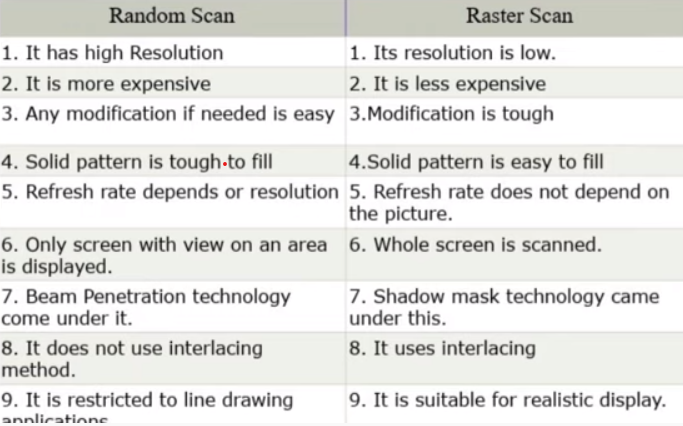 Random Scan
Raster Scan
1. It has high Resolution
1. Its resolution is low.
2. It is more expensive
2. It is less expensive
3. Any modification if needed is easy
3.Modification is tough
4. Solid pattern is tough to fill
4.Solid pattern is easy to fill
5. Refresh rate depends or resolution
5. Refresh rate does not depend on
the picture.
6. Only screen with view on an area
is displayed.
6. Whole screen is scanned.
7. Beam Penetration technology
come under it.
7. Shadow mask technology came
under this.
8. It does not use interlacing
method.
8. It uses interlacing
9. It is restricted to line drawing
applications
9. It is suitable for realistic display.